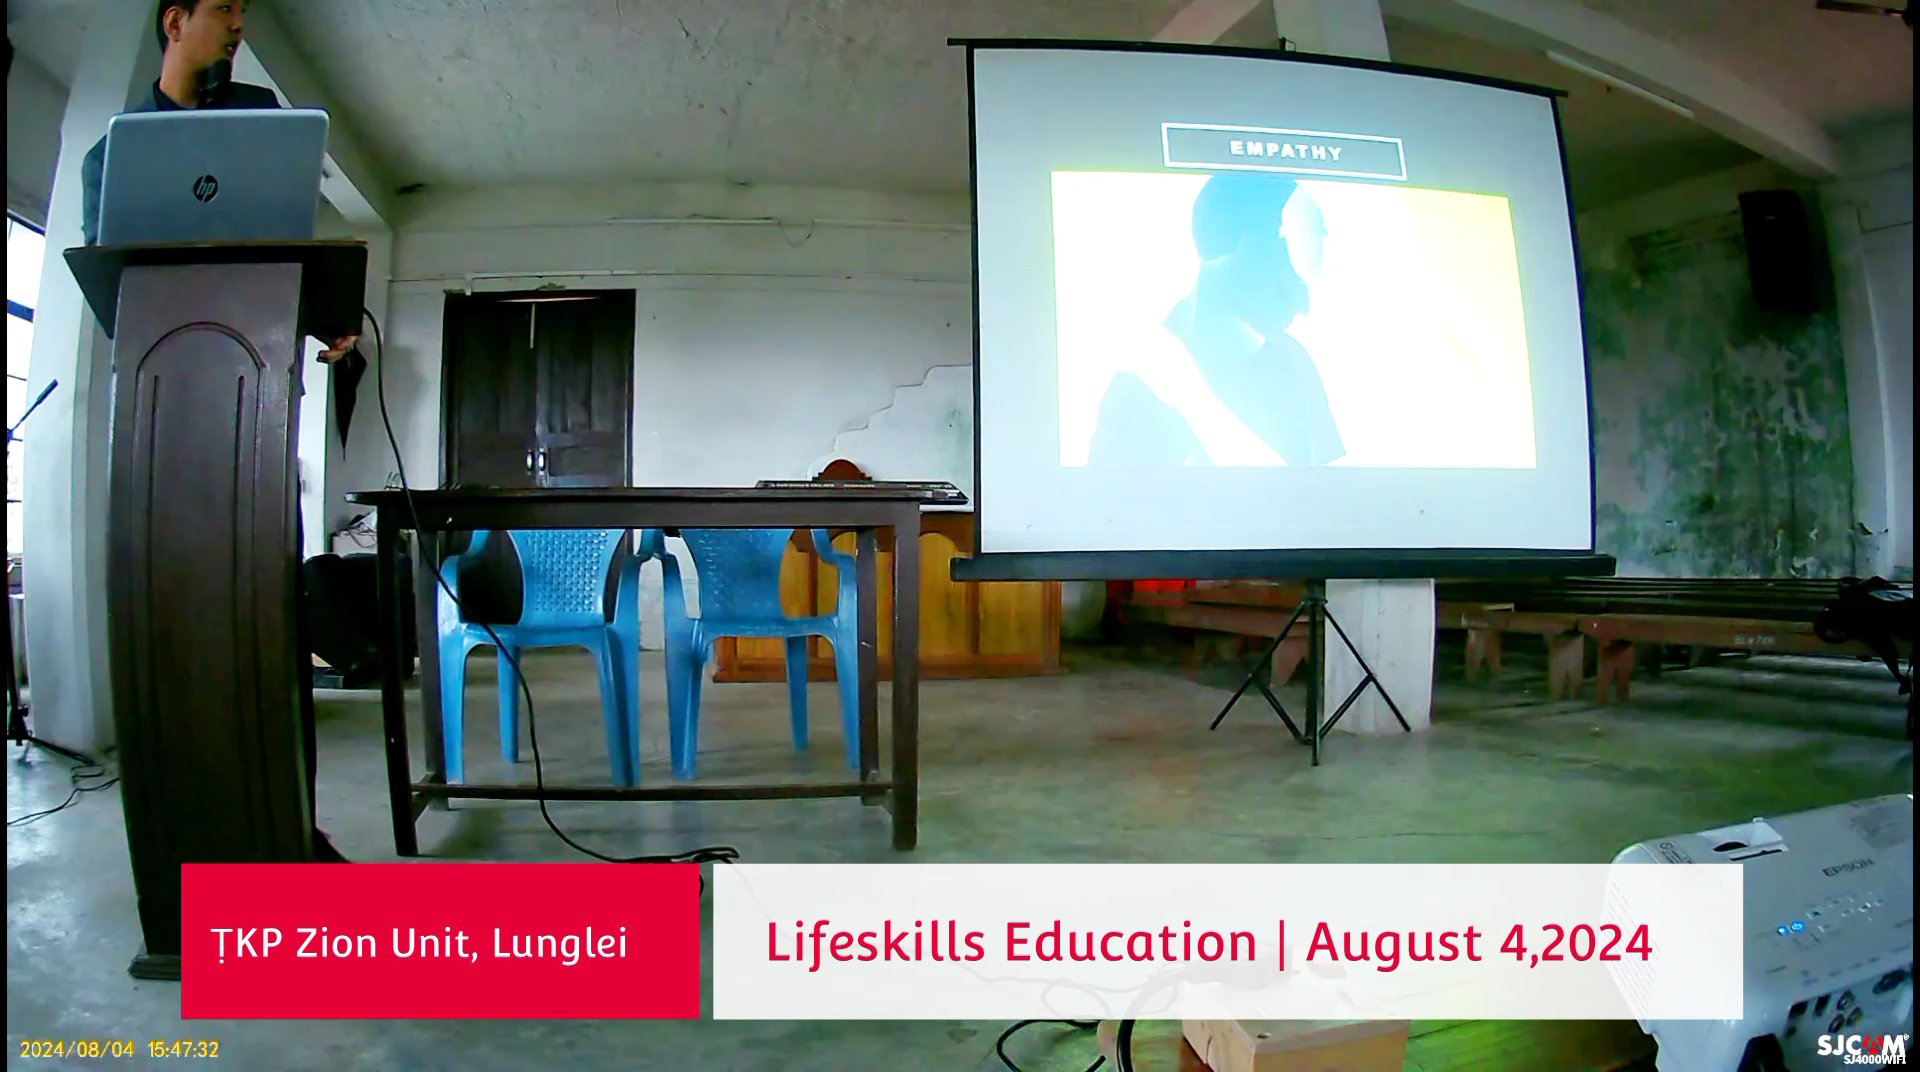 hp
EMPATHY
EPSON
ṬKP Zion Unit, Lunglei
Lifeskills Education | August 4,2024
2024/08/04 15:47:32
SJCAM
SJ4000WIFI